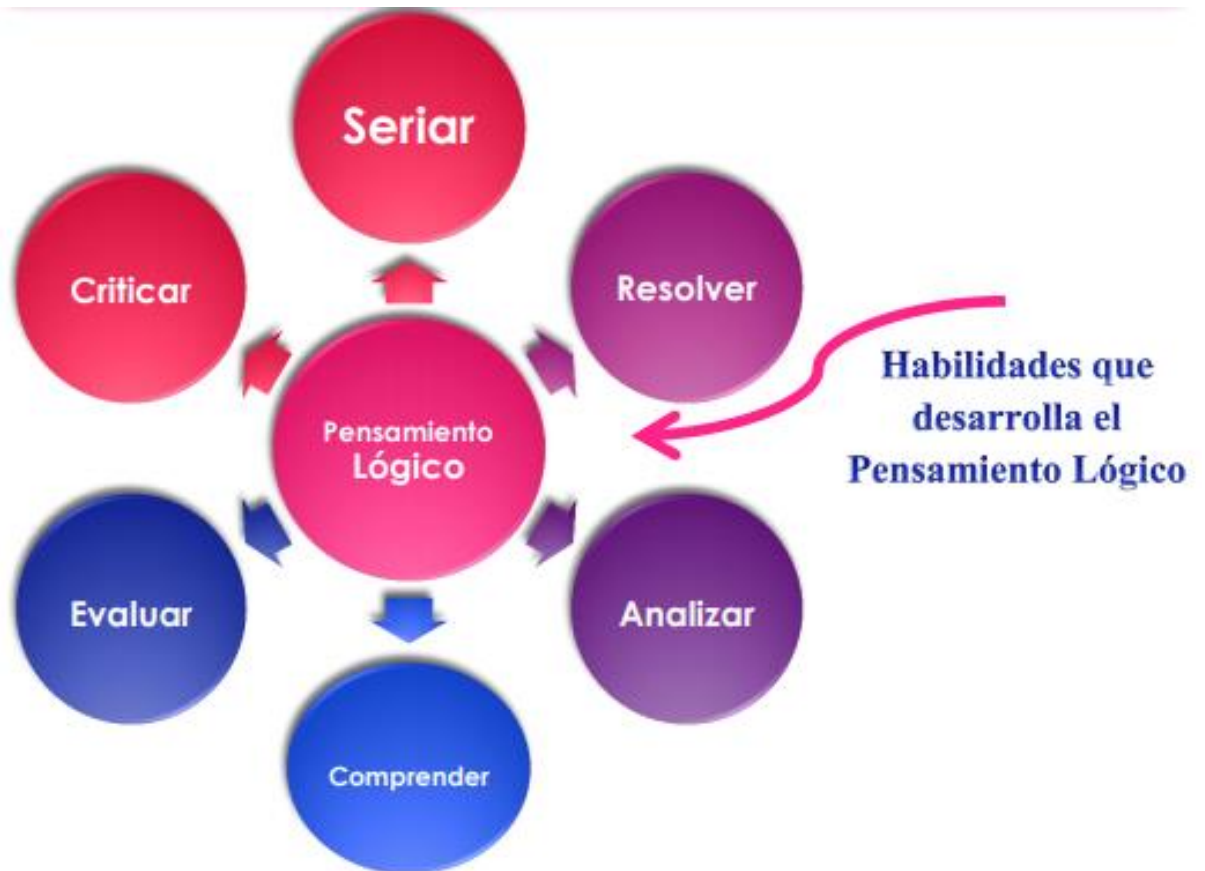 Seriar
Criticar
Resolver
Pensamiento
Lógico
Habilidades que
desarrolla el
Pensamiento Lógico
Evaluar
Analizar
Comprender